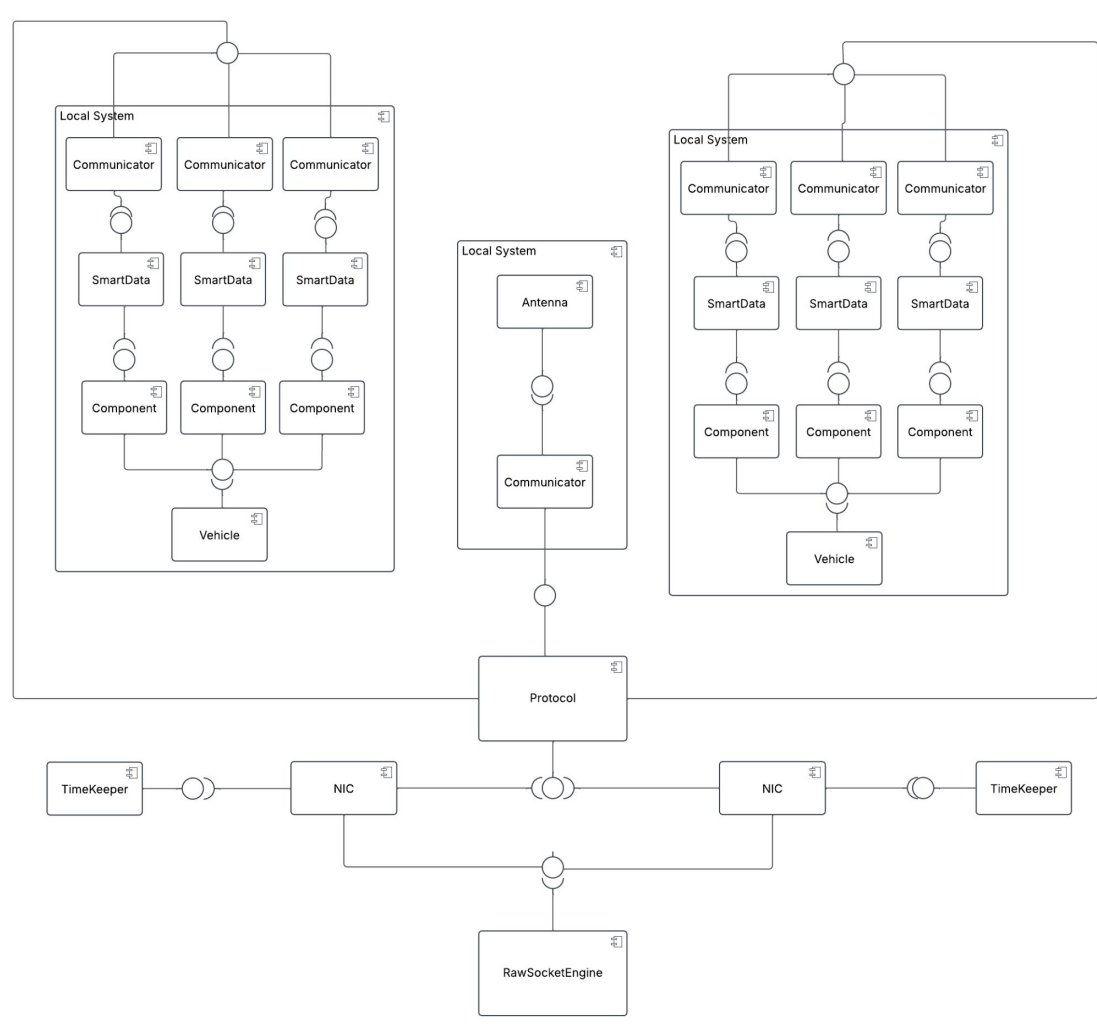 Local System
Communicator
Communicator
Communicator
SmartData
SmartData
SmartData
Component
Component
Component
Vehicle
Local System
Antenna
Communicator
Local System
Communicator
Communicator
Communicator
SmartData
SmartData
SmartData
Component
Component
Component
Vehicle
Protocol
TimeKeeper
NIC
NIC
TimeKeeper
RawSocketEngine